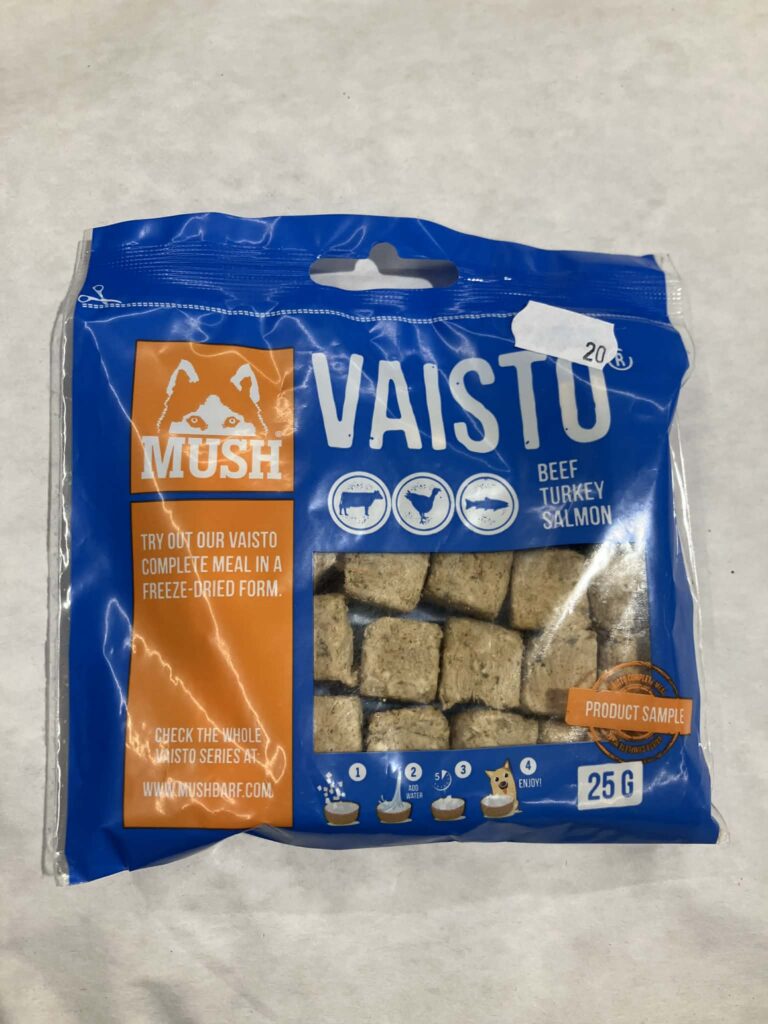 20
VAISTO®
MUSH®
BEEF
TURKEY
SALMON
TRY OUT OUR VAISTO
COMPLETE MEAL IN A
FREEZE-DRIED FORM.
PRODUCT SAMPLE
CHECK THE WHOLE
VAISTO SERIES AT:
WWW.MUSHBARF.COM
1
2
ADD
WATER
5
3
4
ENJOY!
25 G